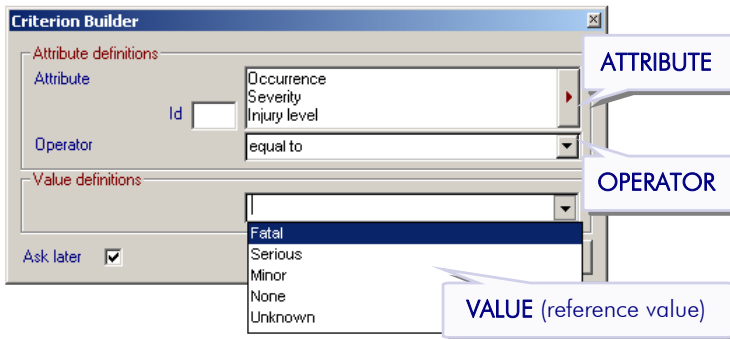 Criterion Builder
Attribute definitions
Attribute
Occurrence
Severity
Injury level
Id
Operator
equal to
Value definitions
Fatal
Serious
Minor
None
Unknown
Ask later
ATTRIBUTE
OPERATOR
VALUE (reference value)